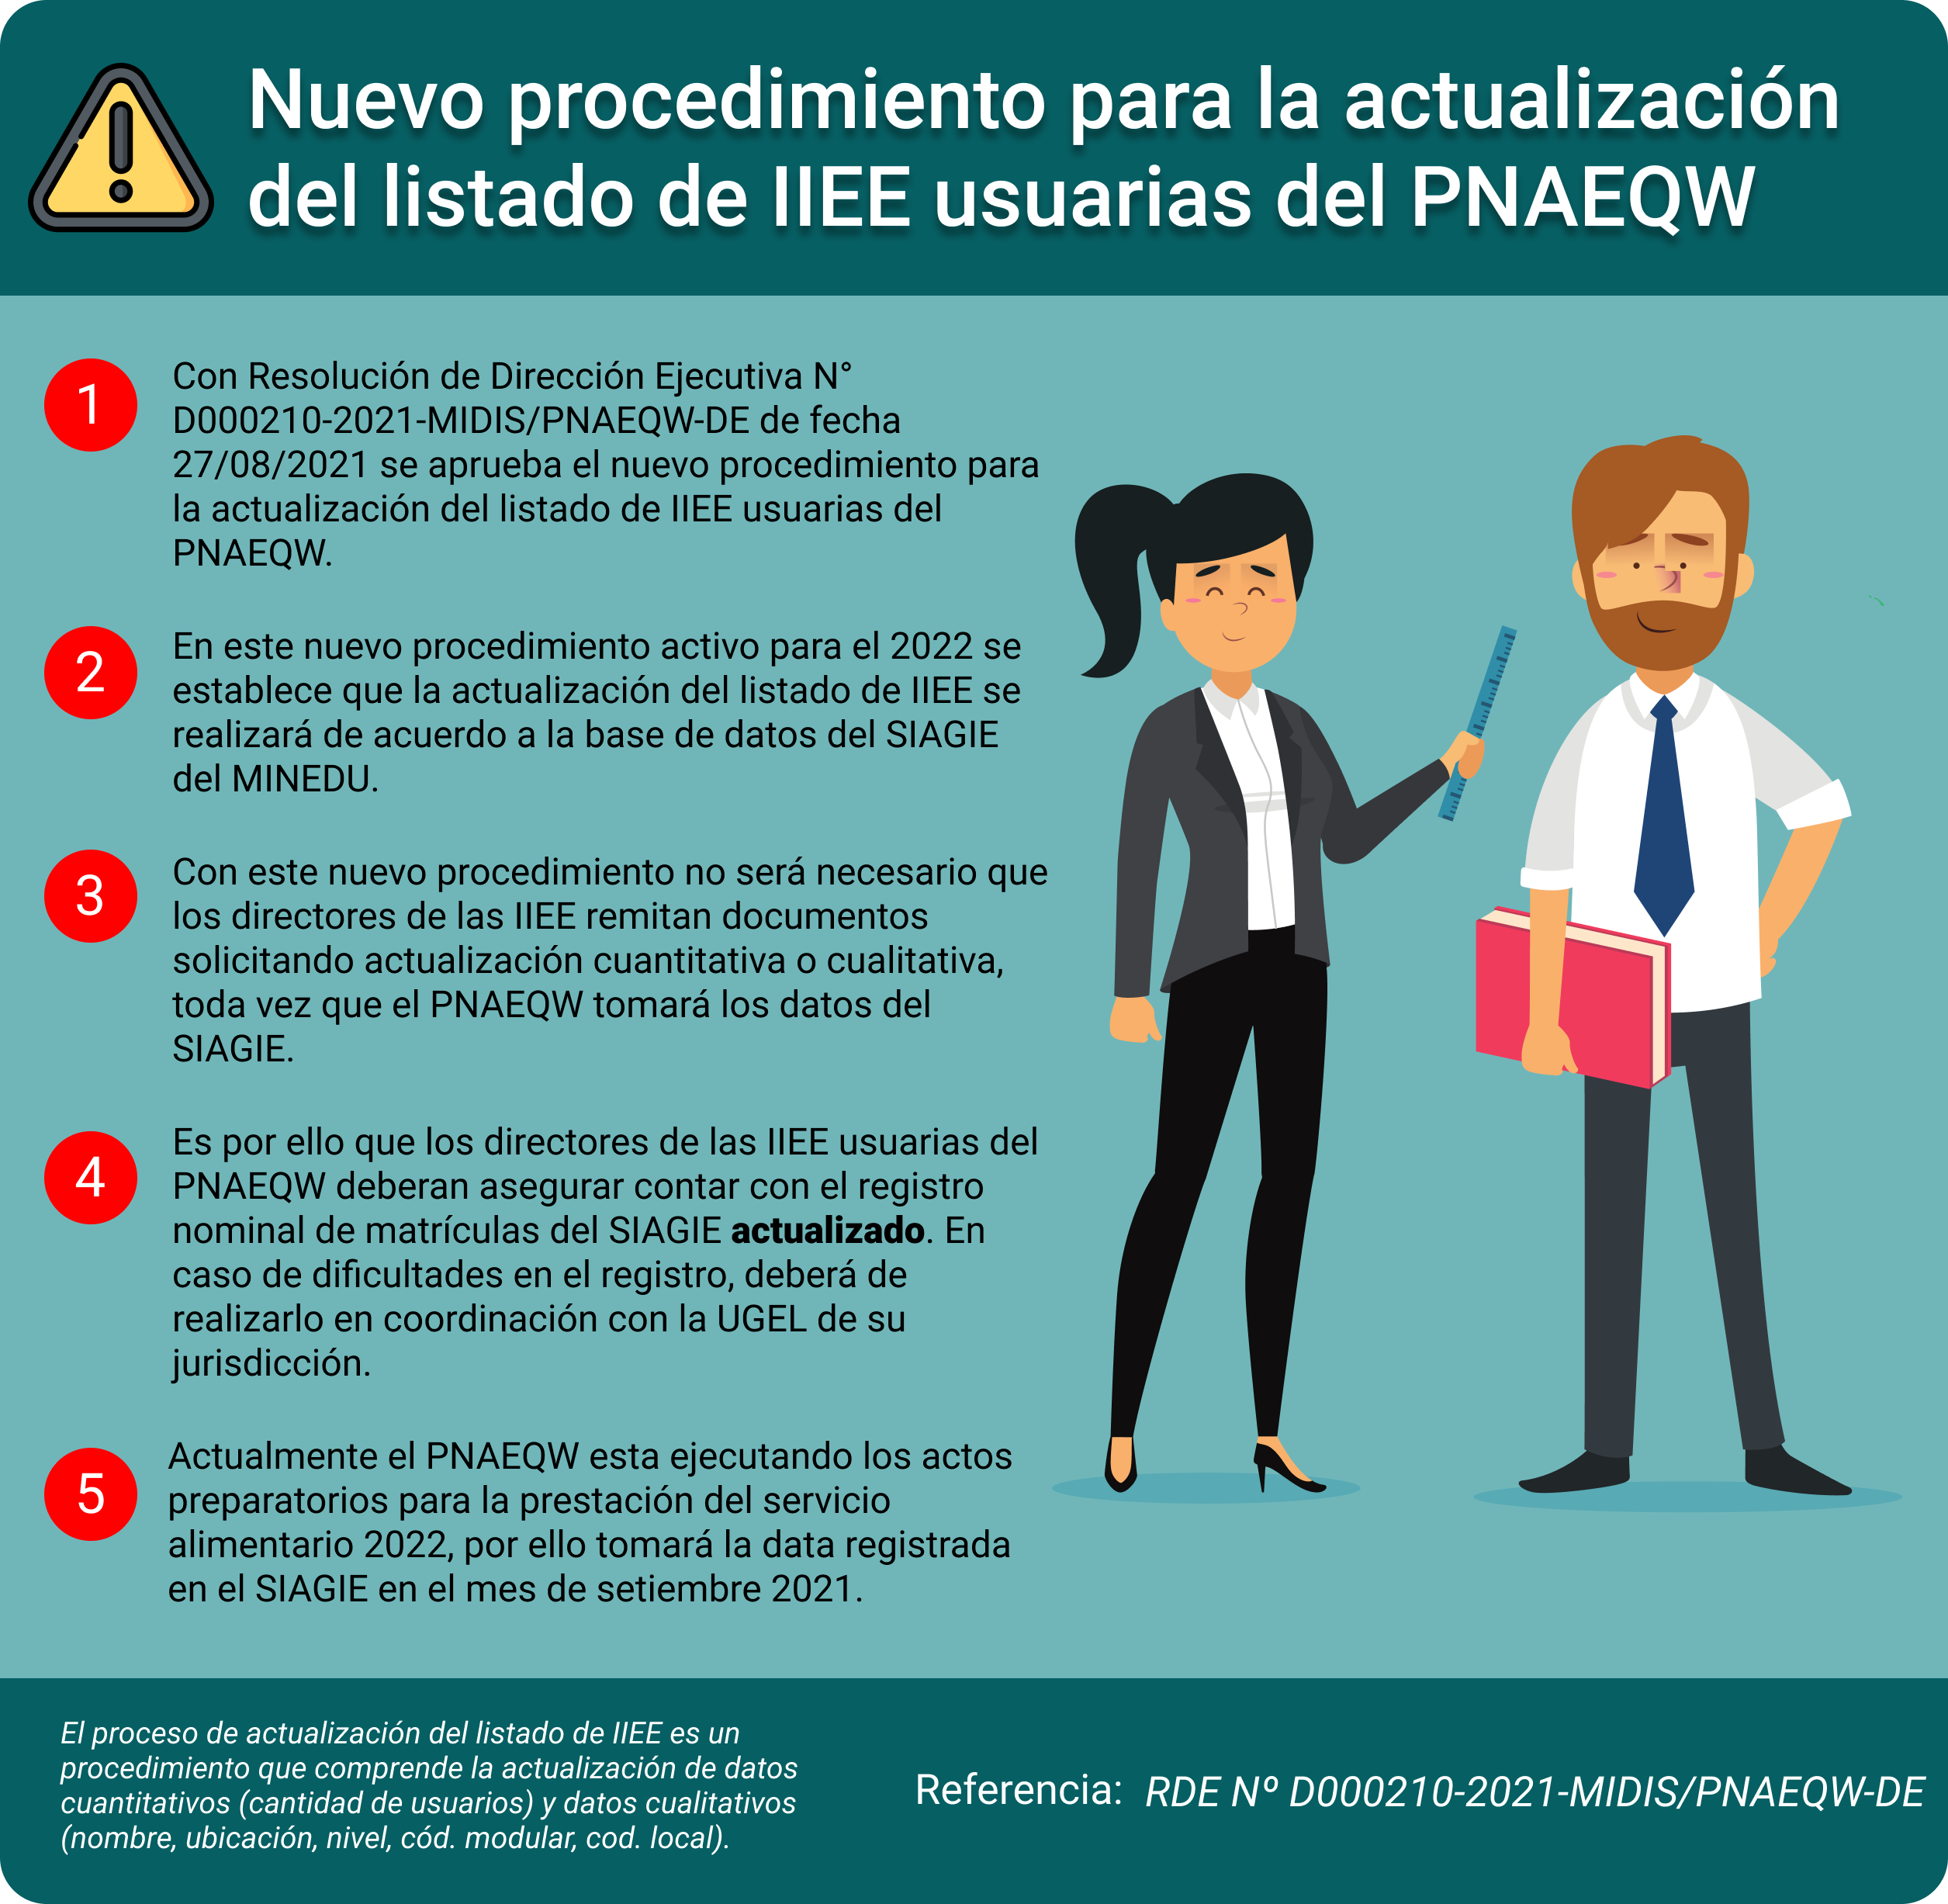 Nuevo procedimiento para la actualización
del listado de IIEE usuarias del PNAEQW
1
Con Resolución de Dirección Ejecutiva N°
D000210-2021-MIDIS/PNAEQW-DE de fecha
27/08/2021 se aprueba el nuevo procedimiento para
la actualización del listado de IIEE usuarias del
PNAEQW.
2
En este nuevo procedimiento activo para el 2022 se
establece que la actualización del listado de IIEE se
realizará de acuerdo a la base de datos del SIAGIE
del MINEDU.
3
Con este nuevo procedimiento no será necesario que
los directores de las IIEE remitan documentos
solicitando actualización cuantitativa o cualitativa,
toda vez que el PNAEQW tomará los datos del
SIAGIE.
4
Es por ello que los directores de las IIEE usuarias del
PNAEQW deberan asegurar contar con el registro
nominal de matrículas del SIAGIE actualizado. En
caso de dificultades en el registro, deberá de
realizarlo en coordinación con la UGEL de su
jurisdicción.
5
Actualmente el PNAEQW esta ejecutando los actos
preparatorios para la prestación del servicio
alimentario 2022, por ello tomará la data registrada
en el SIAGIE en el mes de setiembre 2021.
El proceso de actualización del listado de IIEE es un
procedimiento que comprende la actualización de datos
cuantitativos (cantidad de usuarios) y datos cualitativos
(nombre, ubicación, nivel, cód. modular, cod. local).
Referencia: RDE Nº D000210-2021-MIDIS/PNAEQW-DE